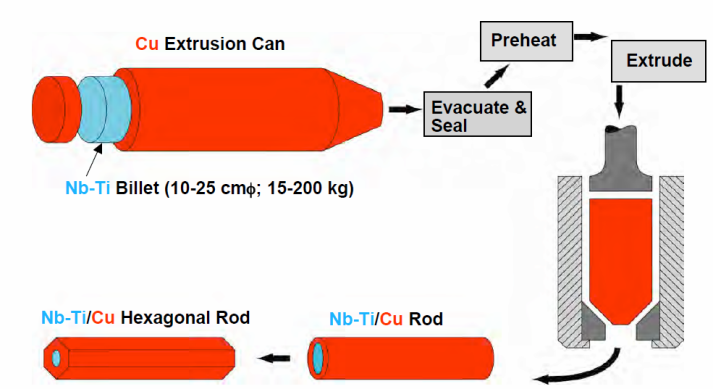 Cu Extrusion Can
Preheat
Extrude
Evacuate &
Seal
Nb-Ti Billet (10-25 cmϕ; 15-200 kg)
Nb-Ti/Cu Hexagonal Rod
Nb-Ti/Cu Rod